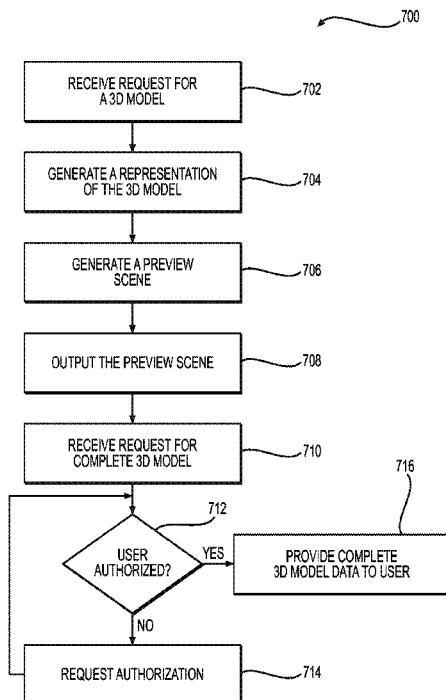 700
RECEIVE REQUEST FOR
A 3D MODEL
702
GENERATE A REPRESENTATION
OF THE 3D MODEL
704
GENERATE A PREVIEW
SCENE
706
OUTPUT THE PREVIEW SCENE
708
RECEIVE REQUEST FOR
COMPLETE 3D MODEL
710
712
USER
AUTHORIZED?
YES
716
PROVIDE COMPLETE
3D MODEL DATA TO USER
NO
REQUEST AUTHORIZATION
714